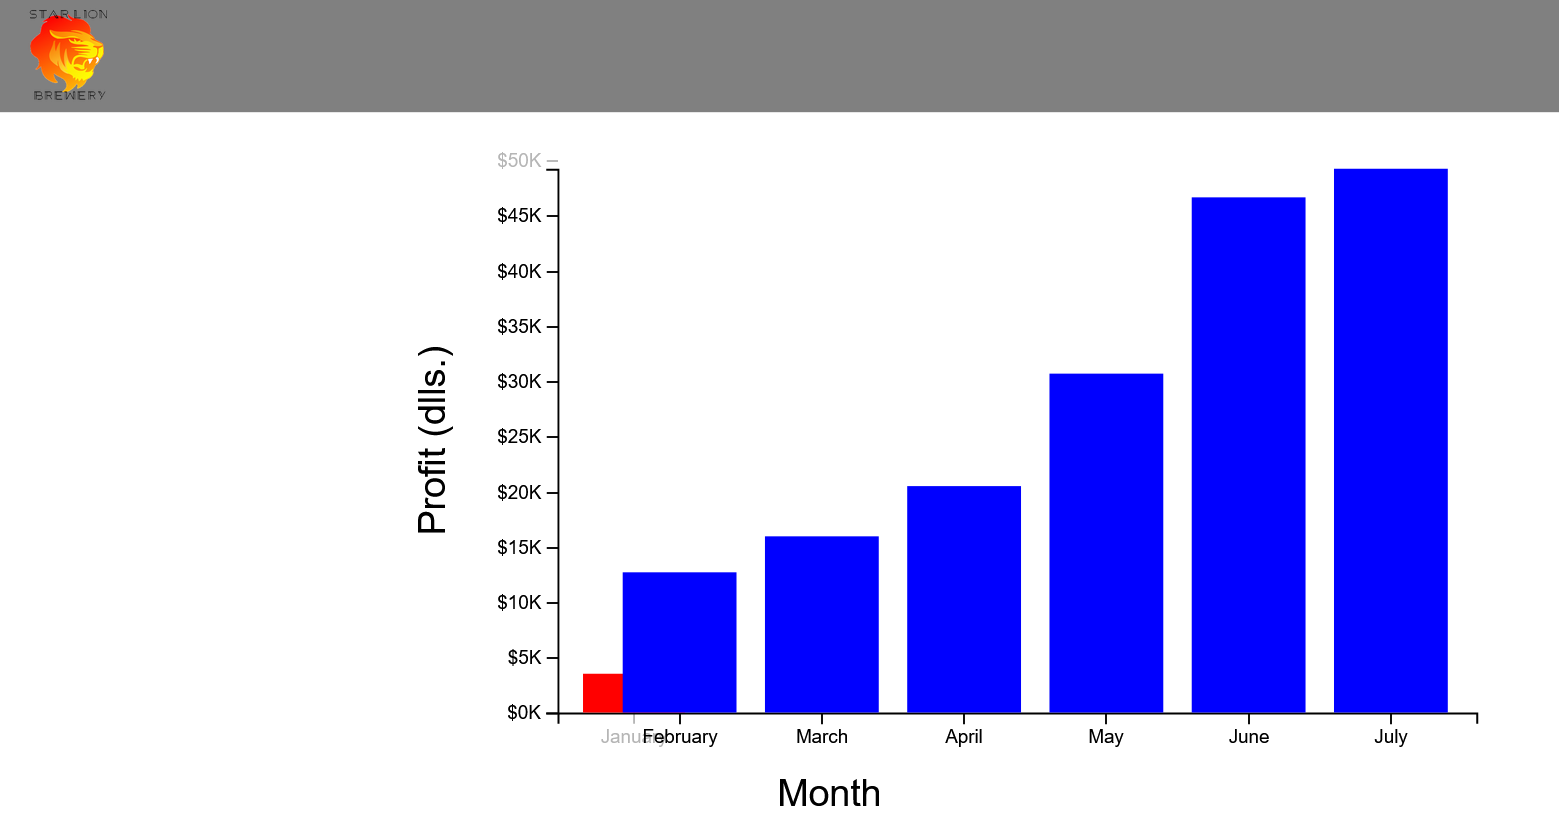 STAR LION
BREWERY
$50K
$45K
$40K
$35K
$30K
$25K
$20K
$15K
$10K
$5K
$0K
Profit (dlls.)
January February March April May June July
Month